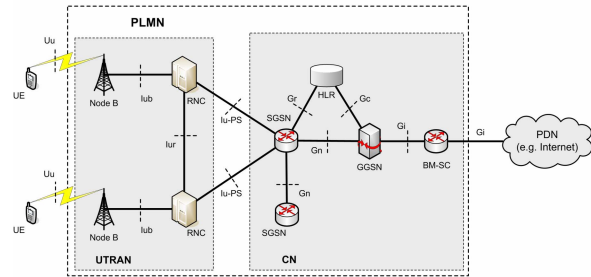 PLMN
Uu
UE
Node B
Iub
RNC
Iur
Iu-PS
Uu
UE
Node B
Iub
RNC
Iu-PS
UTRAN
SGSN
Gr
HLR
Gc
Gn
GGSN
Gi
BM-SC
Gi
PDN
(e.g. Internet)
Gn
SGSN
CN